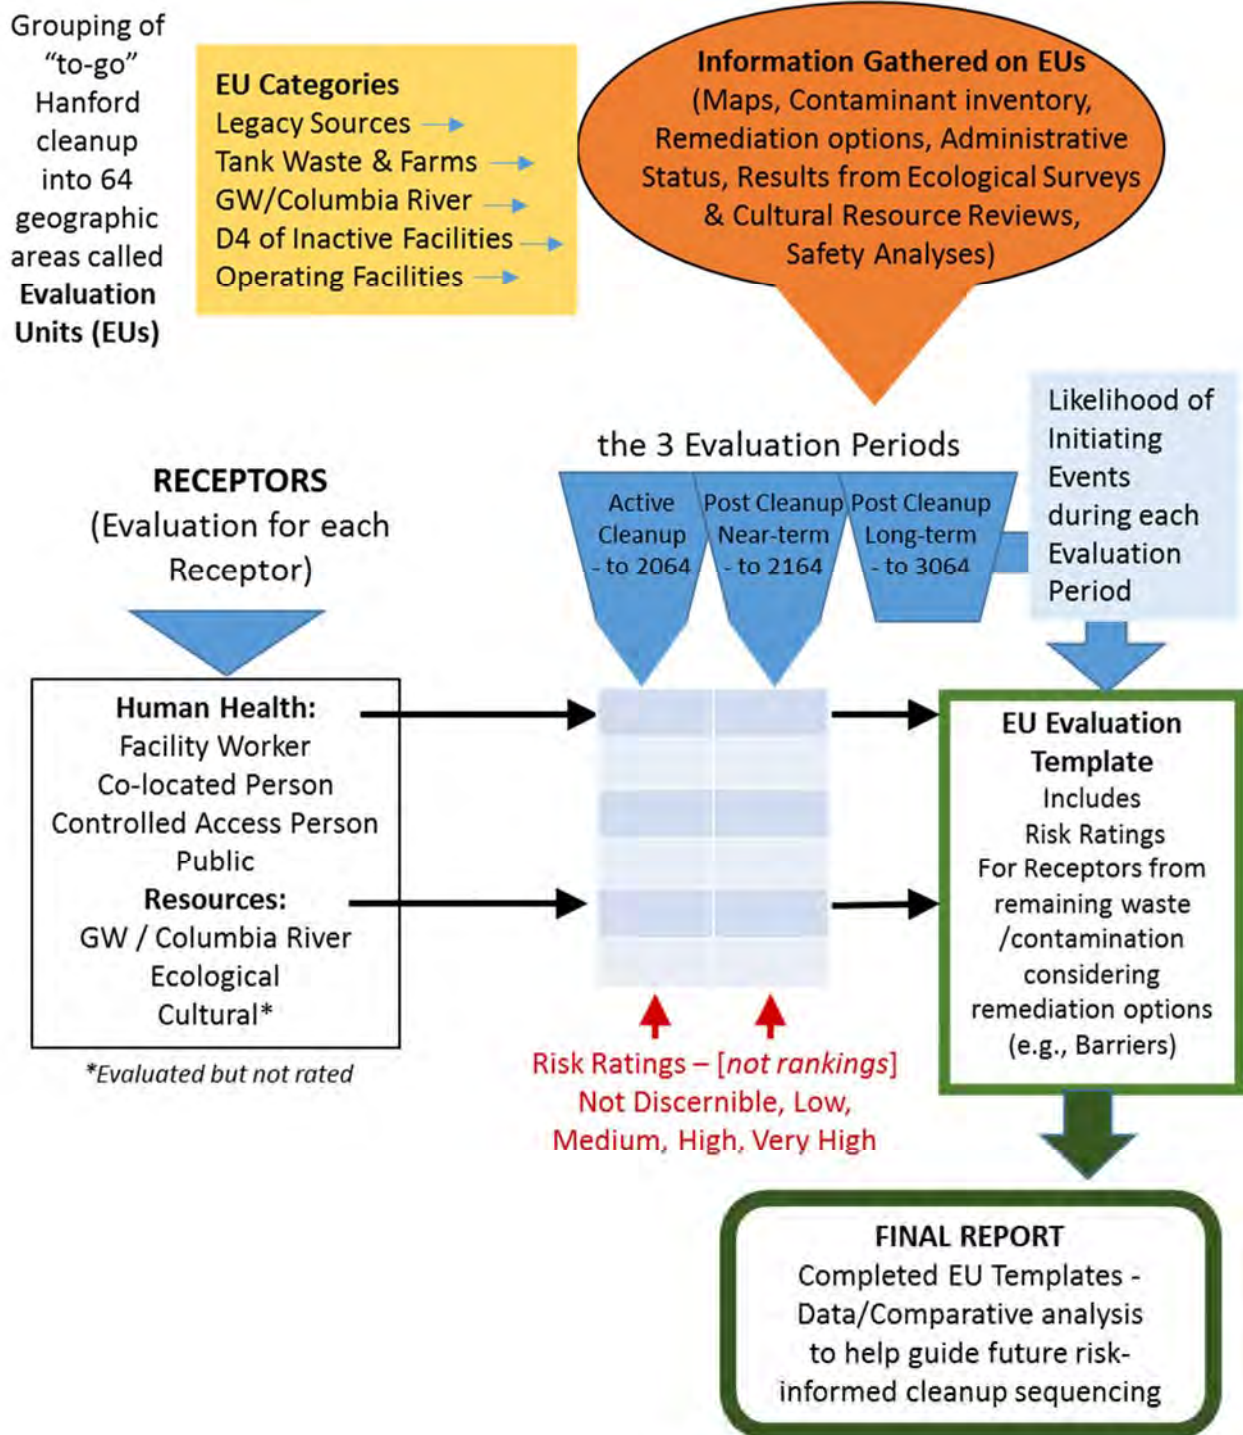 Grouping of
“to-go”
Hanford
cleanup
into 64
geographic
areas called
Evaluation
Units (EUs)
EU Categories
Legacy Sources
Tank Waste & Farms
GW/Columbia River
D4 of Inactive Facilities
Operating Facilities
Information Gathered on EUs
(Maps, Contaminant inventory,
Remediation options, Administrative
Status, Results from Ecological Surveys
& Cultural Resource Reviews,
Safety Analyses)
the 3 Evaluation Periods
Active
Cleanup
- to 2064
Post Cleanup
Near-term
- to 2164
Post Cleanup
Long-term
- to 3064
Likelihood of
Initiating
Events
during each
Evaluation
Period
RECEPTORS
(Evaluation for each
Receptor)
Human Health:
Facility Worker
Co-located Person
Controlled Access Person
Public
Resources:
GW / Columbia River
Ecological
Cultural*
*Evaluated but not rated
Risk Ratings – [not rankings]
Not Discernible, Low,
Medium, High, Very High
EU Evaluation
Template
Includes
Risk Ratings
For Receptors from
remaining waste
/contamination
considering
remediation options
(e.g., Barriers)
FINAL REPORT
Completed EU Templates -
Data/Comparative analysis
to help guide future risk-
informed cleanup sequencing